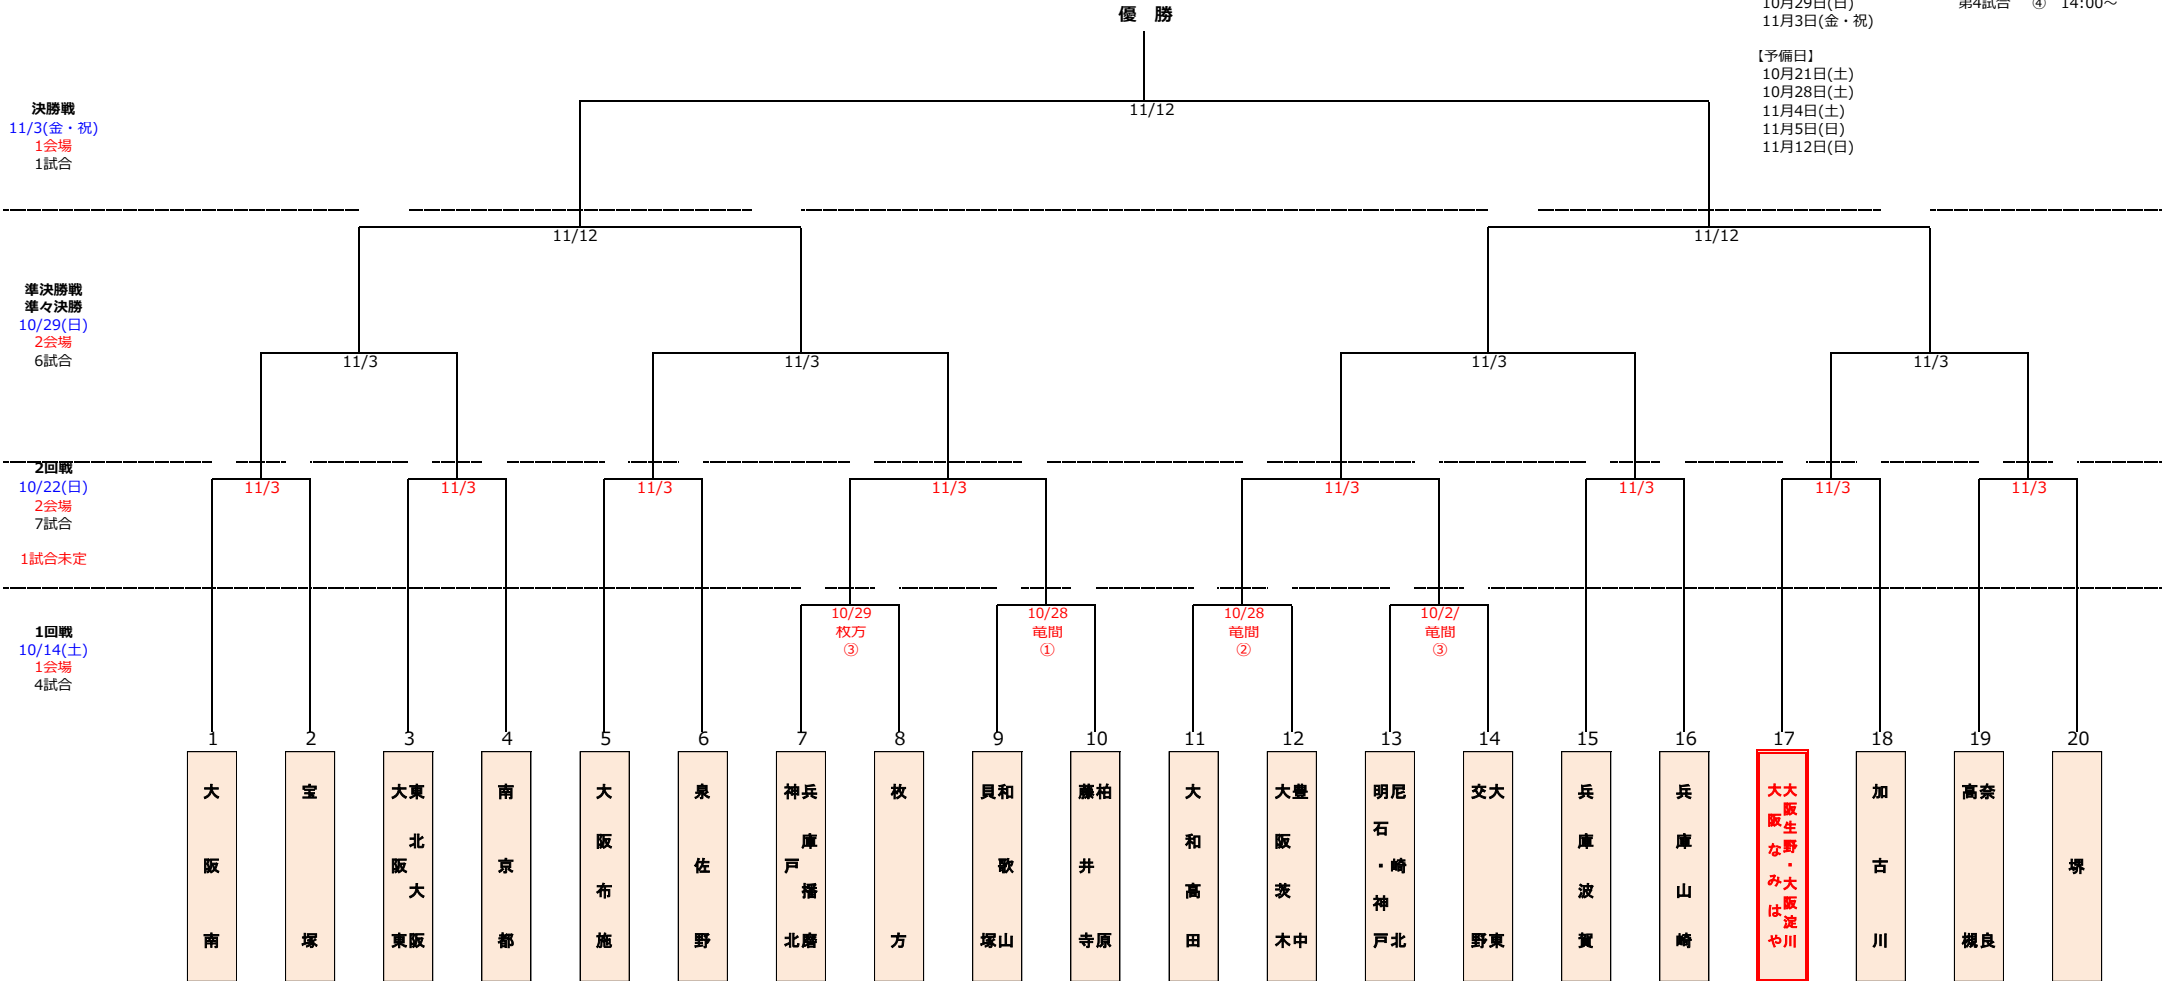 優 勝
10月29日(日)
11月3日(金・祝)
第4試合 ④ 14:00～
【予備日】
10月21日(土)
10月28日(土)
11月4日(土)
11月5日(日)
11月12日(日)
決勝戦
11/3(金・祝)
1会場
1試合
11/12
11/12
11/12
準決勝戦
準々決勝
10/29(日)
2会場
6試合
11/3
11/3
11/3
11/3
2回戦
10/22(日)
2会場
7試合
1試合未定
11/3
11/3
11/3
11/3
11/3
11/3
11/3
11/3
1回戦
10/14(土)
1会場
4試合
10/29
枚方
③
10/28
竜間
①
10/28
竜間
②
10/2/
竜間
③
1
2
3
4
5
6
7
8
9
10
11
12
13
14
15
16
17
18
19
20
大阪南
宝塚
東北大阪
大阪東
南京都
大阪布施
泉佐野
兵庫播磨
神戸北
枚方
和歌山
貝塚
柏原
藤井寺
大和高田
豊中
大阪茨木
尼崎北
明石・神戸
大東
交野
兵庫波賀
兵庫山崎
大阪生野・大阪淀川
大阪なみはや
加古川
奈良
高槻
堺